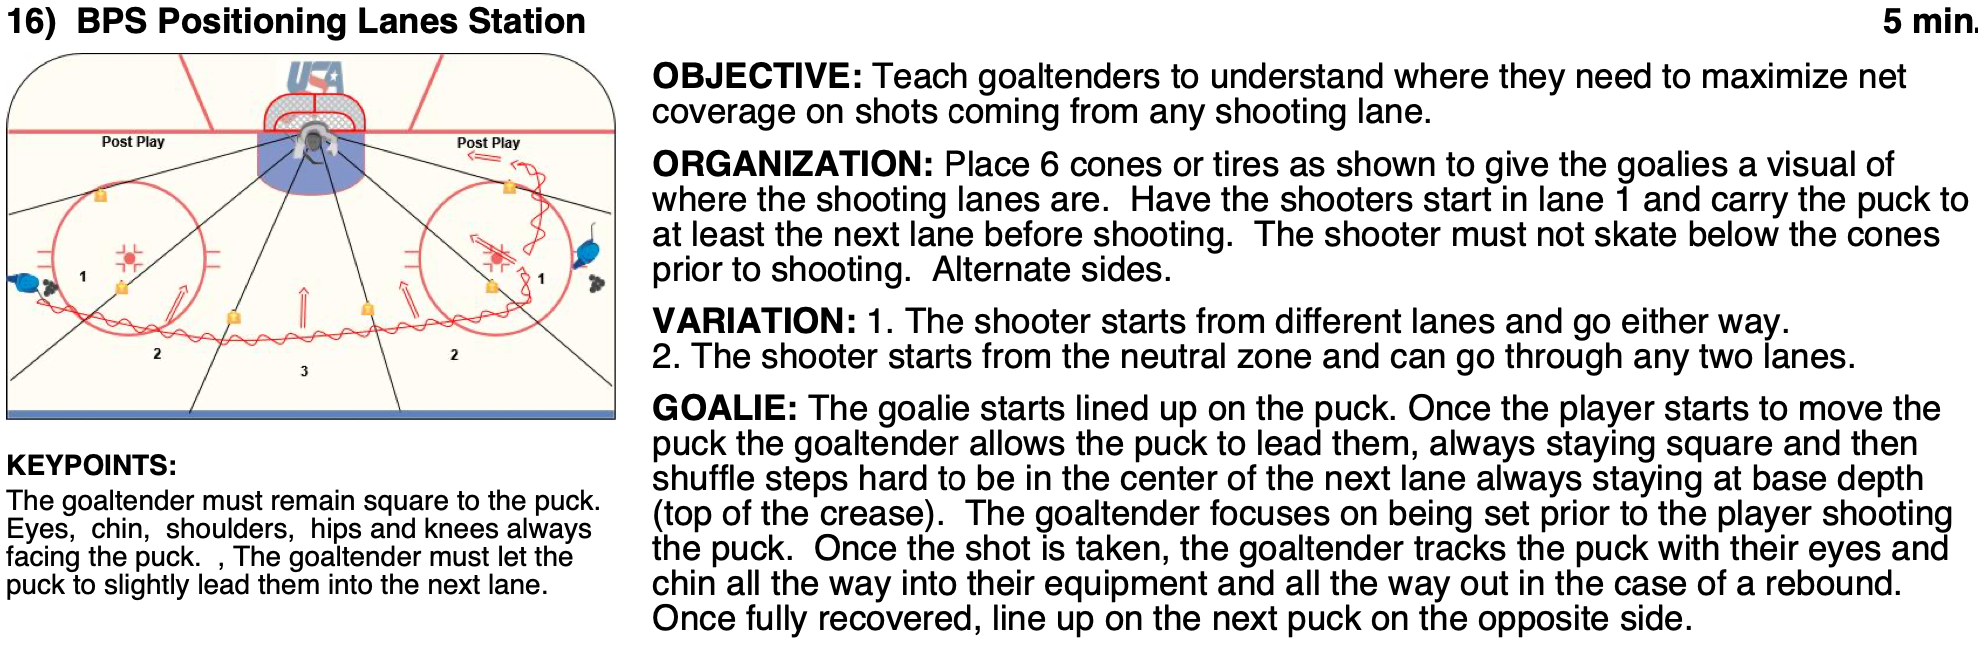 16) BPS Positioning Lanes Station 5 min.
USA
Post Play Post Play
1 1
2 2
3
KEYPOINTS:
The goaltender must remain square to the puck.
Eyes, chin, shoulders, hips and knees always
facing the puck. , The goaltender must let the
puck to slightly lead them into the next lane.
OBJECTIVE: Teach goaltenders to understand where they need to maximize net
coverage on shots coming from any shooting lane.
ORGANIZATION: Place 6 cones or tires as shown to give the goalies a visual of
where the shooting lanes are. Have the shooters start in lane 1 and carry the puck to
at least the next lane before shooting. The shooter must not skate below the cones
prior to shooting. Alternate sides.
VARIATION: 1. The shooter starts from different lanes and go either way.
2. The shooter starts from the neutral zone and can go through any two lanes.
GOALIE: The goalie starts lined up on the puck. Once the player starts to move the
puck the goaltender allows the puck to lead them, always staying square and then
shuffle steps hard to be in the center of the next lane always staying at base depth
(top of the crease). The goaltender focuses on being set prior to the player shooting
the puck. Once the shot is taken, the goaltender tracks the puck with their eyes and
chin all the way into their equipment and all the way out in the case of a rebound.
Once fully recovered, line up on the next puck on the opposite side.